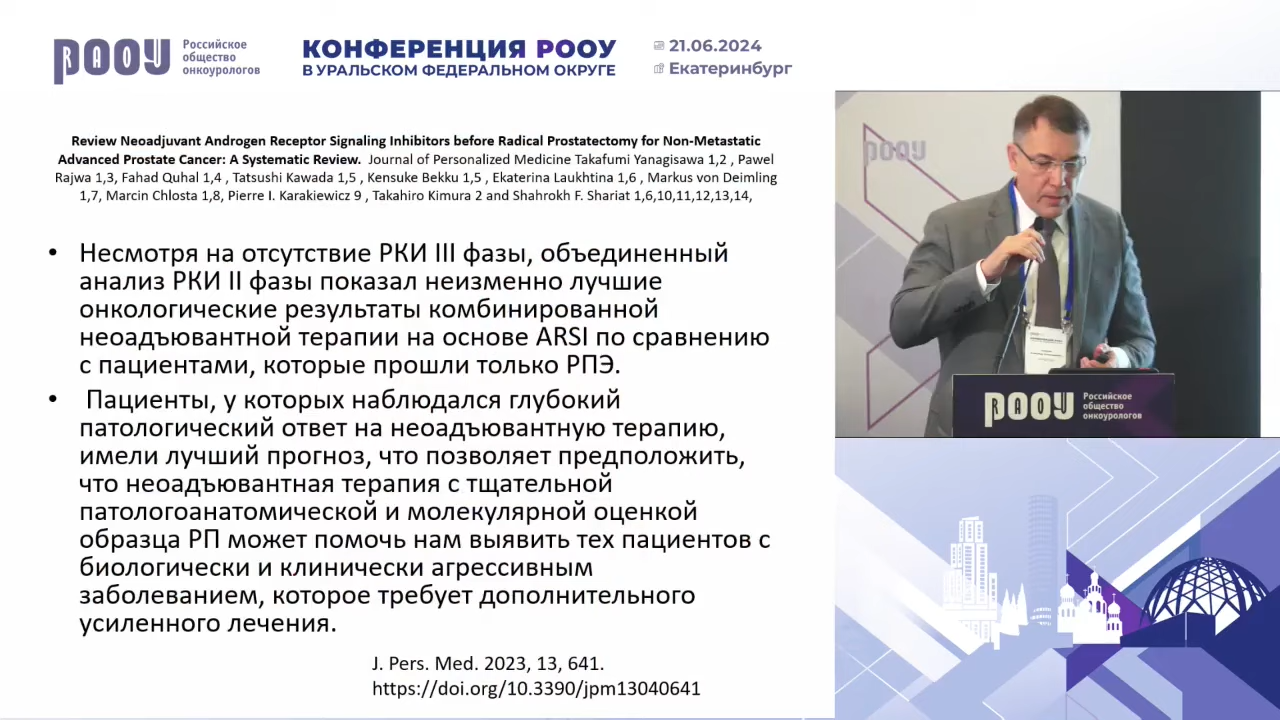 РООУ
RAOU
Российское
общество
онкоурологов
КОНФЕРЕНЦИЯ РООУ
В УРАЛЬСКОМ ФЕДЕРАЛЬНОМ ОКРУГЕ
21.06.2024
Екатеринбург
Review Neoadjuvant Androgen Receptor Signaling Inhibitors before Radical Prostatectomy for Non-Metastatic
Advanced Prostate Cancer: A Systematic Review. Journal of Personalized Medicine Takafumi Yanagisawa 1,2 , Pawel
Rajwa 1,3, Fahad Quhal 1,4 , Tatsushi Kawada 1,5 , Kensuke Bekku 1,5 , Ekaterina Laukhtina 1,6 , Markus von Deimling
1,7, Marcin Chlosta 1,8, Pierre I. Karakiewicz 9 , Takahiro Kimura 2 and Shahrokh F. Shariat 1,6,10,11,12,13,14,
• Несмотря на отсутствие РКИ III фазы, объединенный
анализ РКИ II фазы показал неизменно лучшие
онкологические результаты комбинированной
неоадъювантной терапии на основе ARSI по сравнению
с пациентами, которые прошли только РПЭ.
• Пациенты, у которых наблюдался глубокий
патологический ответ на неоадъювантную терапию,
имели лучший прогноз, что позволяет предположить,
что неоадъювантная терапия с тщательной
патологоанатомической и молекулярной оценкой
образца РП может помочь нам выявить тех пациентов с
биологически и клинически агрессивным
заболеванием, которое требует дополнительного
усиленного лечения.
J. Pers. Med. 2023, 13, 641.
https://doi.org/10.3390/jpm13040641
РООУ
РООУ
RAOU
Российское
общество
онкоурологов